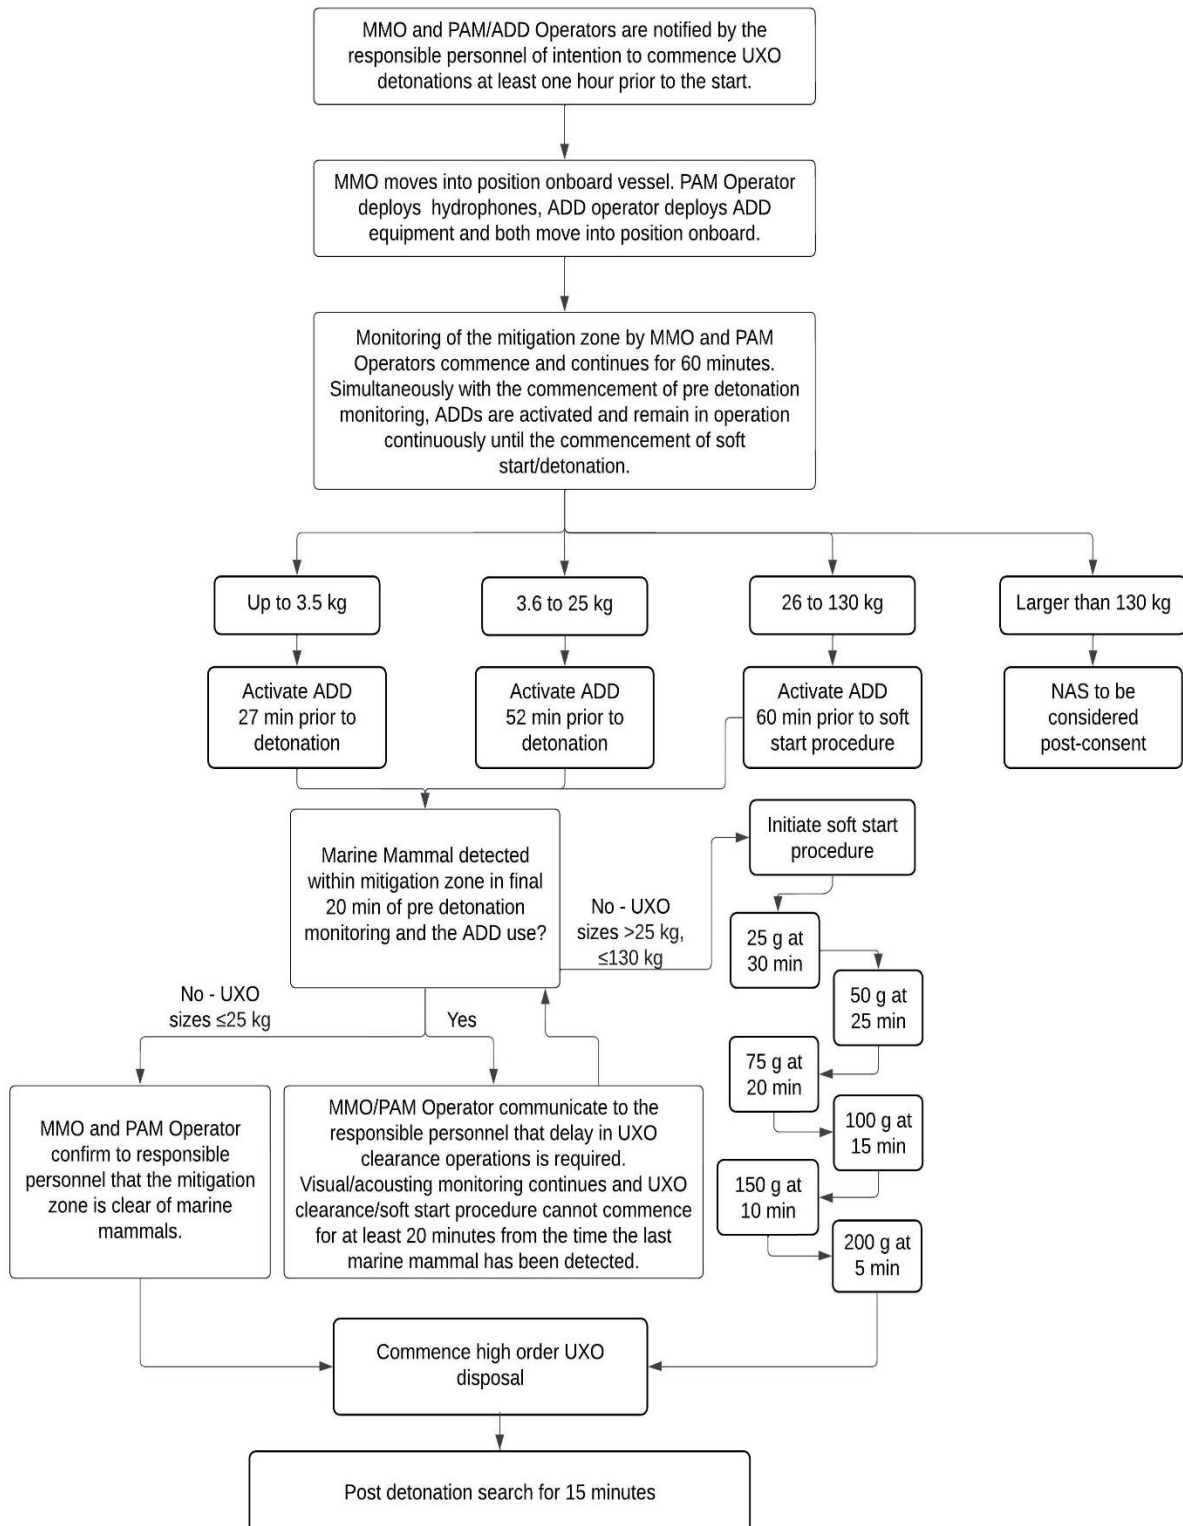 MMO and PAM/ADD Operators are notified by the
responsible personnel of intention to commence UXO
detonations at least one hour prior to the start.
MMO moves into position onboard vessel. PAM Operator
deploys hydrophones, ADD operator deploys ADD
equipment and both move into position onboard.
Monitoring of the mitigation zone by MMO and PAM
Operators commence and continues for 60 minutes.
Simultaneously with the commencement of pre detonation
monitoring, ADDs are activated and remain in operation
continuously until the commencement of soft
start/detonation.
Up to 3.5 kg
3.6 to 25 kg
26 to 130 kg
Larger than 130 kg
Activate ADD
27 min prior to
detonation
Activate ADD
52 min prior to
detonation
Activate ADD
60 min prior to soft
start procedure
NAS to be
considered
post-consent
Marine Mammal detected
within mitigation zone in final
20 min of pre detonation
monitoring and the ADD use?
No - UXO
sizes >25 kg,
≤130 kg
Initiate soft start
procedure
25 g at
30 min
50 g at
25 min
75 g at
20 min
100 g at
15 min
150 g at
10 min
200 g at
5 min
No - UXO
sizes ≤25 kg
Yes
MMO and PAM Operator
confirm to responsible
personnel that the mitigation
zone is clear of marine
mammals.
MMO/PAM Operator communicate to the
responsible personnel that delay in UXO
clearance operations is required.
Visual/acousting monitoring continues and UXO
clearance/soft start procedure cannot commence
for at least 20 minutes from the time the last
marine mammal has been detected.
Commence high order UXO
disposal
Post detonation search for 15 minutes